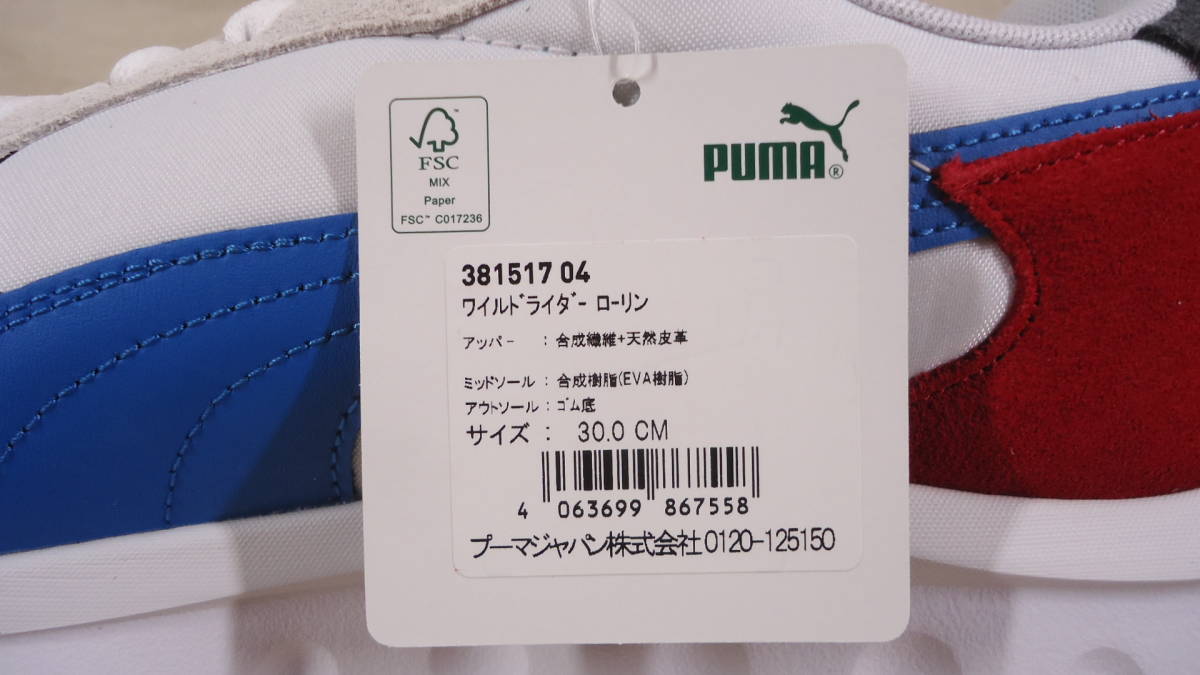 FSC
MIX
Paper
FSC™ C017236
PUMA®
381517 04
ワイルドライダー ローリン
アッパー : 合成繊維+天然皮革
ミッドソール : 合成樹脂(EVA樹脂)
アウトソール : ゴム底
サイズ : 30.0 CM
4 063699 867558
プーマジャパン株式会社0120-125150